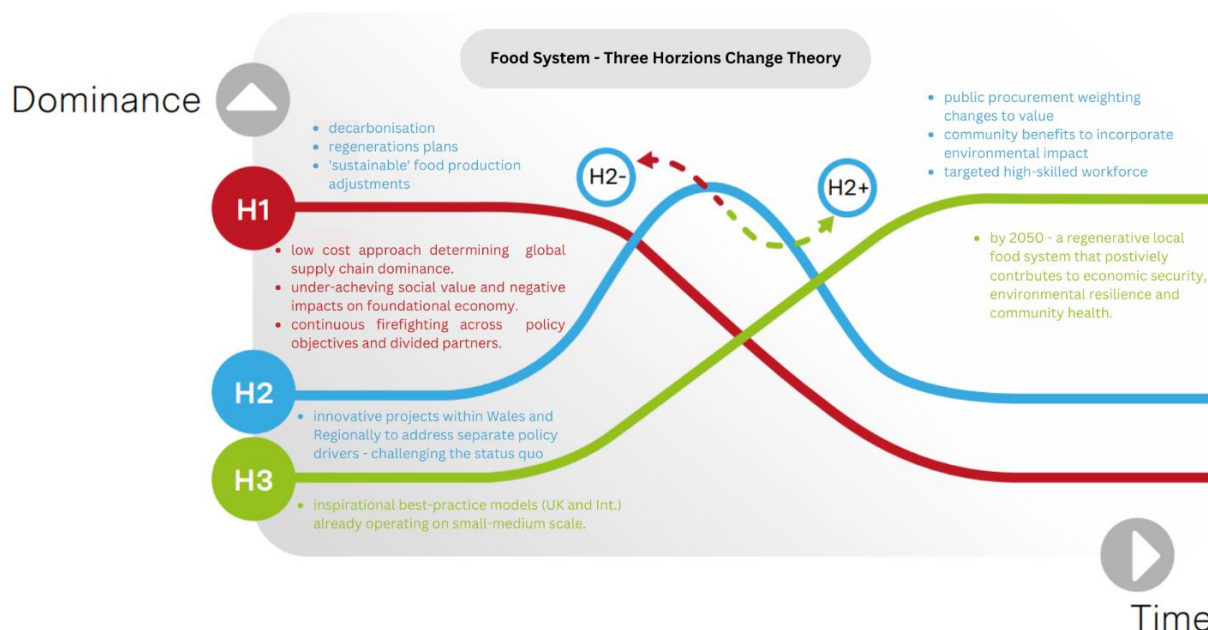 Food System - Three Horzions Change Theory
Dominance
• decarbonisation
• regenerations plans
• 'sustainable' food production
adjustments
H2-
H2+
• public procurement weighting
changes to value
• community benefits to incorporate
environmental impact
• targeted high-skilled workforce
H1
• low cost approach determining global
supply chain dominance.
• under-acheving social value and negative
impacts on foundational economy.
• continuous firefighting across policy
objectives and divided partners.
• by 2050 - a regenerative local
food system that postiviely
contrbutes to economic security,
environmental resilience and
community health.
H2
• innovative projects within Wales and
Regionally to address separate policy
drivers - challenging the status quo
H3
• inspirational best-practice models (UK and Int.)
already operating on small-medium scale.
Time